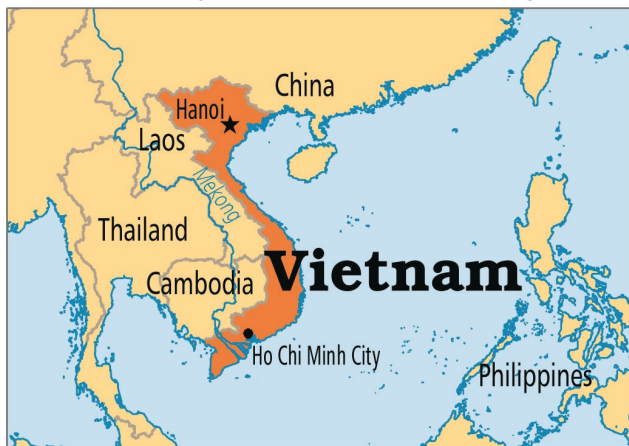 China
Hanoi
Laos
Mekong
Thailand
Vietnam
Cambodia
Ho Chi Minh City
Philippines